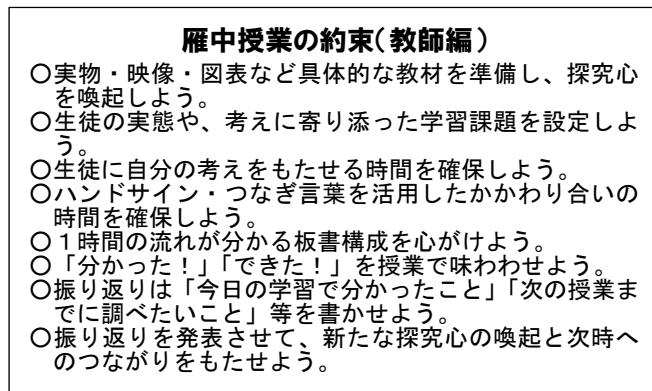 雁中授業の約束(教師編)
〇実物・映像・図表など具体的な教材を準備し、探究心
を喚起しよう。
〇生徒の実態や、考えに寄り添った学習課題を設定しよ
う。
〇生徒に自分の考えをもたせる時間を確保しよう。
〇ハンドサイン・つなぎ言葉を活用したかかわり合いの
時間を確保しよう。
〇1時間の流れが分かる板書構成を心がけよう。
〇「分かった!」「できた!」を授業で味わわせよう。
〇振り返りは「今日の学習で分かったこと」「次の授業ま
でに調べたいこと」等を書かせよう。
〇振り返りを発表させて、新たな探究心の喚起と次時へ
のつながりをもたせよう。